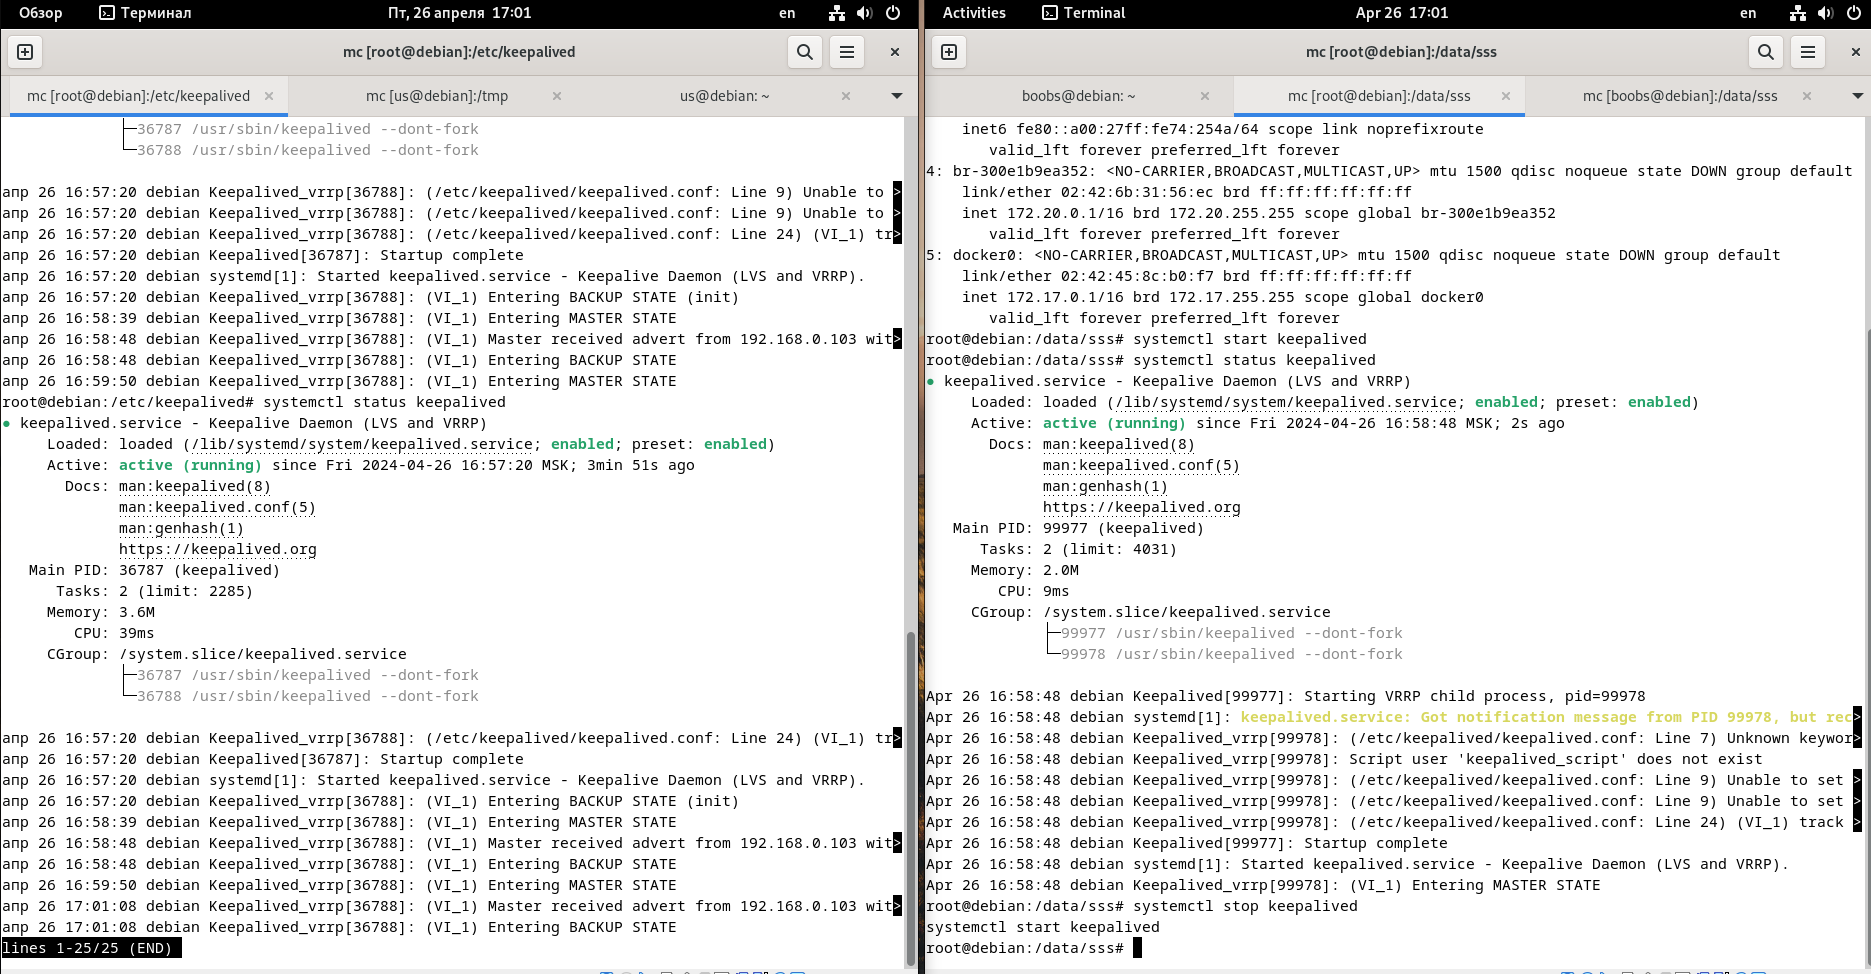 Обзор Терминал Пт, 26 апреля 17:01 en
mc [root@debian]:/etc/keepalived
mc [root@debian]:/etc/keepalived × mc [us@debian]:/tmp × us@debian: ~ ×
├─36787 /usr/sbin/keepalived --dont-fork
└─36788 /usr/sbin/keepalived --dont-fork
апр 26 16:57:20 debian Keepalived_vrrp[36788]: (/etc/keepalived/keepalived.conf: Line 9) Unable to >
апр 26 16:57:20 debian Keepalived_vrrp[36788]: (/etc/keepalived/keepalived.conf: Line 9) Unable to >
апр 26 16:57:20 debian Keepalived_vrrp[36788]: (/etc/keepalived/keepalived.conf: Line 24) (VI_1) tr>
апр 26 16:57:20 debian Keepalived[36787]: Startup complete
апр 26 16:57:20 debian systemd[1]: Started keepalived.service - Keepalive Daemon (LVS and VRRP).
апр 26 16:57:20 debian Keepalived_vrrp[36788]: (VI_1) Entering BACKUP STATE (init)
апр 26 16:58:39 debian Keepalived_vrrp[36788]: (VI_1) Entering MASTER STATE
апр 26 16:58:48 debian Keepalived_vrrp[36788]: (VI_1) Master received advert from 192.168.0.103 wit>
апр 26 16:58:48 debian Keepalived_vrrp[36788]: (VI_1) Entering BACKUP STATE
апр 26 16:59:50 debian Keepalived_vrrp[36788]: (VI_1) Entering MASTER STATE
root@debian:/etc/keepalived# systemctl status keepalived
● keepalived.service - Keepalive Daemon (LVS and VRRP)
Loaded: loaded (/lib/systemd/system/keepalived.service; enabled; preset: enabled)
Active: active (running) since Fri 2024-04-26 16:57:20 MSK; 3min 51s ago
Docs: man:keepalived(8)
man:keepalived.conf(5)
man:genhash(1)
https://keepalived.org
Main PID: 36787 (keepalived)
Tasks: 2 (limit: 2285)
Memory: 3.6M
CPU: 39ms
CGroup: /system.slice/keepalived.service
├─36787 /usr/sbin/keepalived --dont-fork
└─36788 /usr/sbin/keepalived --dont-fork
апр 26 16:57:20 debian Keepalived_vrrp[36788]: (/etc/keepalived/keepalived.conf: Line 24) (VI_1) tr>
апр 26 16:57:20 debian Keepalived[36787]: Startup complete
апр 26 16:57:20 debian systemd[1]: Started keepalived.service - Keepalive Daemon (LVS and VRRP).
апр 26 16:57:20 debian Keepalived_vrrp[36788]: (VI_1) Entering BACKUP STATE (init)
апр 26 16:58:39 debian Keepalived_vrrp[36788]: (VI_1) Entering MASTER STATE
апр 26 16:58:48 debian Keepalived_vrrp[36788]: (VI_1) Master received advert from 192.168.0.103 wit>
апр 26 16:58:48 debian Keepalived_vrrp[36788]: (VI_1) Entering BACKUP STATE
апр 26 16:59:50 debian Keepalived_vrrp[36788]: (VI_1) Entering MASTER STATE
апр 26 17:01:08 debian Keepalived_vrrp[36788]: (VI_1) Master received advert from 192.168.0.103 wit>
апр 26 17:01:08 debian Keepalived_vrrp[36788]: (VI_1) Entering BACKUP STATE
lines 1-25/25 (END)
Activities Terminal Apr 26 17:01 en
mc [root@debian]:/data/sss
boobs@debian: ~ × mc [root@debian]:/data/sss × mc [boobs@debian]:/data/sss ×
inet6 fe80::a00:27ff:fe74:254a/64 scope link noprefixroute
valid_lft forever preferred_lft forever
4: br-300e1b9ea352: <NO-CARRIER,BROADCAST,MULTICAST,UP> mtu 1500 qdisc noqueue state DOWN group default
link/ether 02:42:6b:31:56:ec brd ff:ff:ff:ff:ff:ff
inet 172.20.0.1/16 brd 172.20.255.255 scope global br-300e1b9ea352
valid_lft forever preferred_lft forever
5: docker0: <NO-CARRIER,BROADCAST,MULTICAST,UP> mtu 1500 qdisc noqueue state DOWN group default
link/ether 02:42:45:8c:b0:f7 brd ff:ff:ff:ff:ff:ff
inet 172.17.0.1/16 brd 172.17.255.255 scope global docker0
valid_lft forever preferred_lft forever
root@debian:/data/sss# systemctl start keepalived
root@debian:/data/sss# systemctl status keepalived
● keepalived.service - Keepalive Daemon (LVS and VRRP)
Loaded: loaded (/lib/systemd/system/keepalived.service; enabled; preset: enabled)
Active: active (running) since Fri 2024-04-26 16:58:48 MSK; 2s ago
Docs: man:keepalived(8)
man:keepalived.conf(5)
man:genhash(1)
https://keepalived.org
Main PID: 99977 (keepalived)
Tasks: 2 (limit: 4031)
Memory: 2.0M
CPU: 9ms
CGroup: /system.slice/keepalived.service
├─99977 /usr/sbin/keepalived --dont-fork
└─99978 /usr/sbin/keepalived --dont-fork
Apr 26 16:58:48 debian Keepalived[99977]: Starting VRRP child process, pid=99978
Apr 26 16:58:48 debian systemd[1]: keepalived.service: Got notification message from PID 99978, but rec>
Apr 26 16:58:48 debian Keepalived_vrrp[99978]: (/etc/keepalived/keepalived.conf: Line 7) Unknown keywor>
Apr 26 16:58:48 debian Keepalived_vrrp[99978]: Script user 'keepalived_script' does not exist
Apr 26 16:58:48 debian Keepalived_vrrp[99978]: (/etc/keepalived/keepalived.conf: Line 9) Unable to set >
Apr 26 16:58:48 debian Keepalived_vrrp[99978]: (/etc/keepalived/keepalived.conf: Line 9) Unable to set >
Apr 26 16:58:48 debian Keepalived_vrrp[99978]: (/etc/keepalived/keepalived.conf: Line 24) (VI_1) track >
Apr 26 16:58:48 debian Keepalived[99977]: Startup complete
Apr 26 16:58:48 debian systemd[1]: Started keepalived.service - Keepalive Daemon (LVS and VRRP).
Apr 26 16:58:48 debian Keepalived_vrrp[99978]: (VI_1) Entering MASTER STATE
root@debian:/data/sss# systemctl stop keepalived
systemctl start keepalived
root@debian:/data/sss#